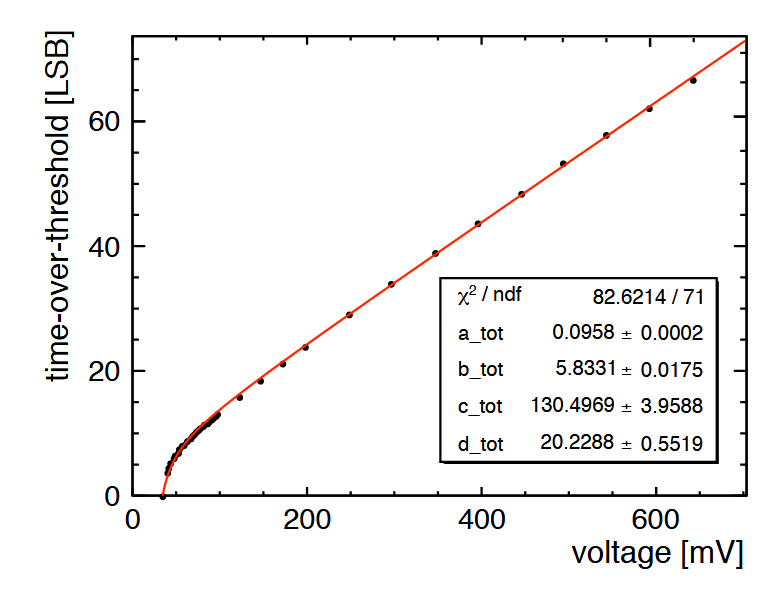 time-over-threshold [LSB]
60
40
20
0
0 200 400 600
voltage [mV]
χ² / ndf 82.6214 / 71
a_tot 0.0958 ± 0.0002
b_tot 5.8331 ± 0.0175
c_tot 130.4969 ± 3.9588
d_tot 20.2288 ± 0.5519